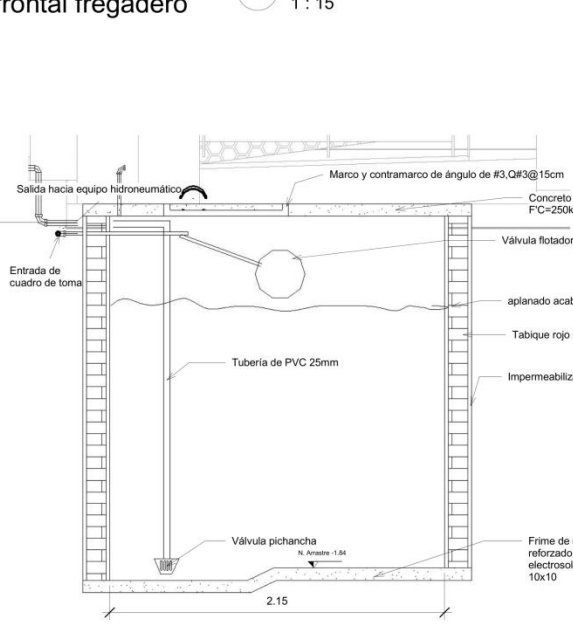 frontal fregadero
1 : 15
Marco y contramarco de ángulo de #3,Q#3@15cm
Salida hacia equipo hidroneumático
Concreto
F'C=250k
Válvula flotador
Entrada de
cuadro de toma
aplanado acab
Tabique rojo
Tubería de PVC 25mm
Impermeabiliz
Válvula pichancha
N. Arrastre -1.84
Frime de
reforzado
electrosol
10x10
2.15